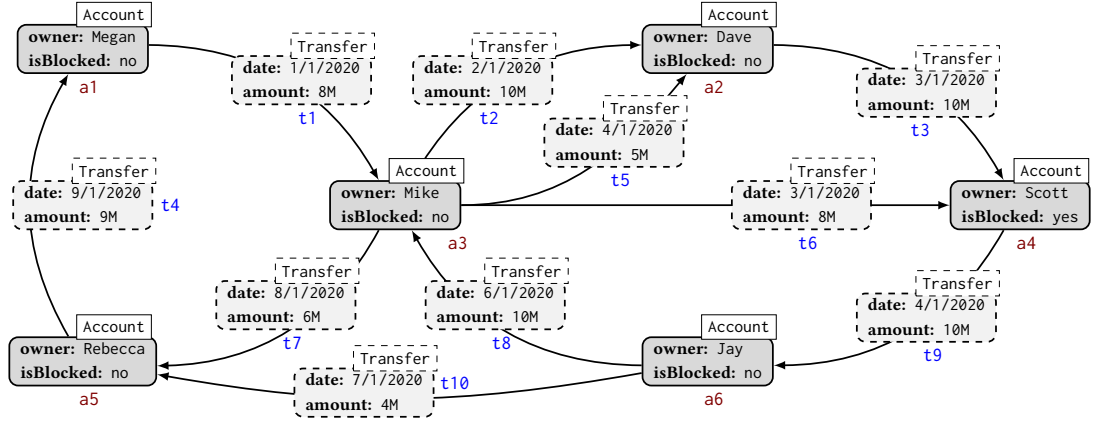 Account
owner: Megan
isBlocked: no
a1
Transfer
date: 1/1/2020
amount: 8M
t1
Transfer
date: 2/1/2020
amount: 10M
t2
Account
owner: Dave
isBlocked: no
a2
Transfer
date: 3/1/2020
amount: 10M
t3
Transfer
date: 4/1/2020
amount: 5M
t5
Transfer
date: 9/1/2020
amount: 9M
t4
Account
owner: Mike
isBlocked: no
a3
Transfer
date: 3/1/2020
amount: 8M
t6
Account
owner: Scott
isBlocked: yes
a4
Transfer
date: 8/1/2020
amount: 6M
t7
Transfer
date: 6/1/2020
amount: 10M
t8
Transfer
date: 4/1/2020
amount: 10M
t9
Account
owner: Rebecca
isBlocked: no
a5
Transfer
date: 7/1/2020
amount: 4M
t10
Account
owner: Jay
isBlocked: no
a6